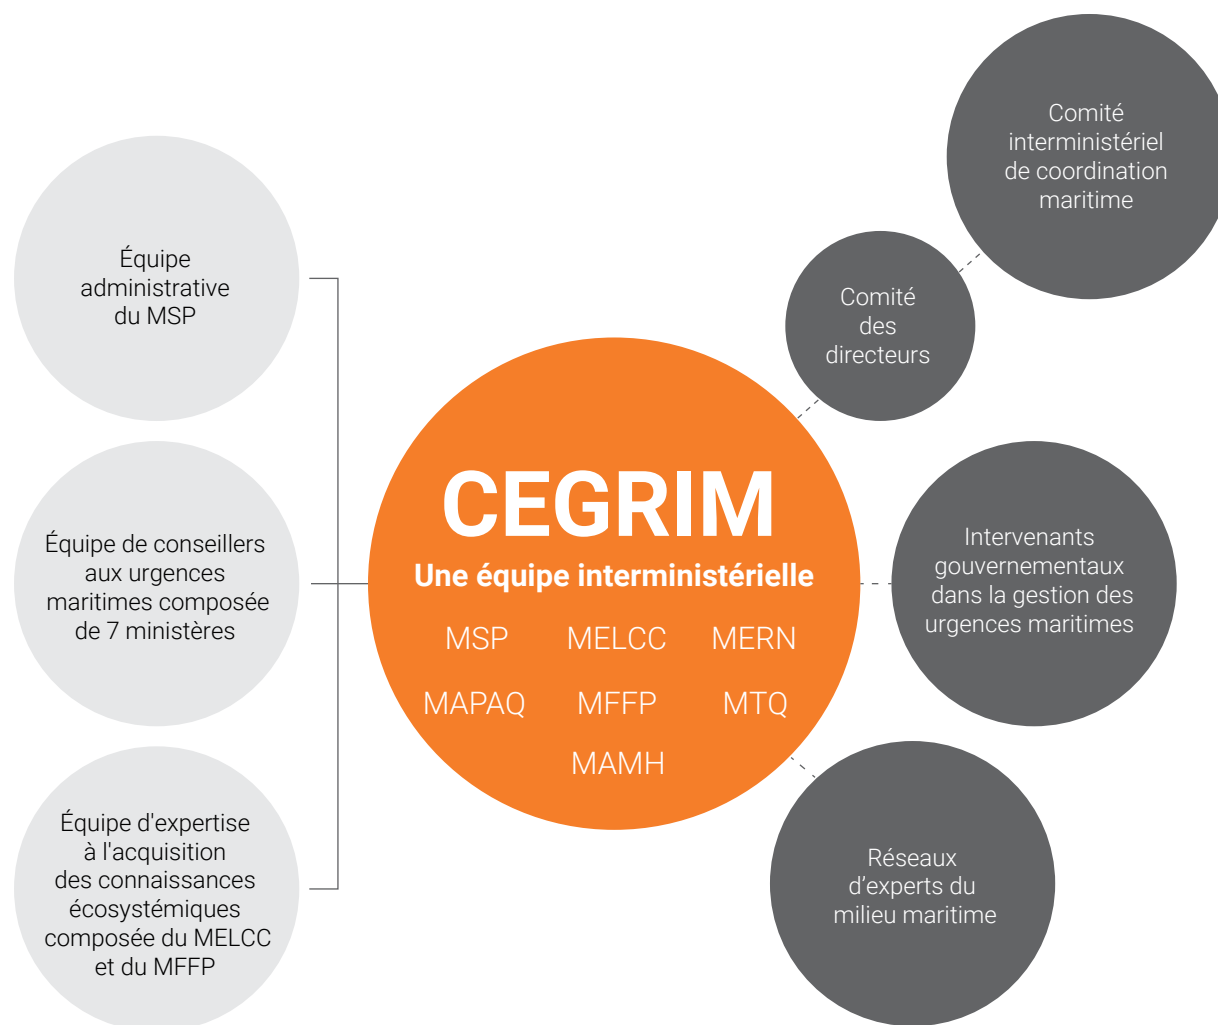 Équipe
administrative
du MSP
Équipe de conseillers
aux urgences
maritimes composée
de 7 ministères
Équipe d'expertise
à l'acquisition
des connaissances
écosystémiques
composée du MELCC
et du MFFP
CEGRIM
Une équipe interministérielle
MSP MELCC MERN
MAPAQ MFFP MTQ
MAMH
Comité
interministériel
de coordination
maritime
Comité
des
directeurs
Intervenants
gouvernementaux
dans la gestion des
urgences maritimes
Réseaux
d’experts du
milieu maritime